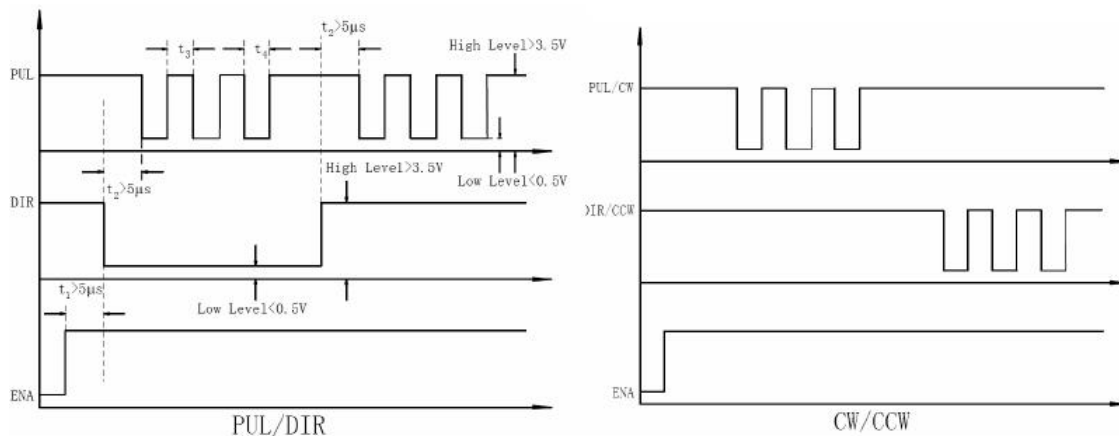 t₂>5μs
t₃
t₄
High Level>3.5V
PUL
t₂>5μs
High Level>3.5V
Low Level<0.5V
DIR
t₁>5μs
Low Level<0.5V
ENA
PUL/DIR
PUL/CW
DIR/CCW
ENA
CW/CCW